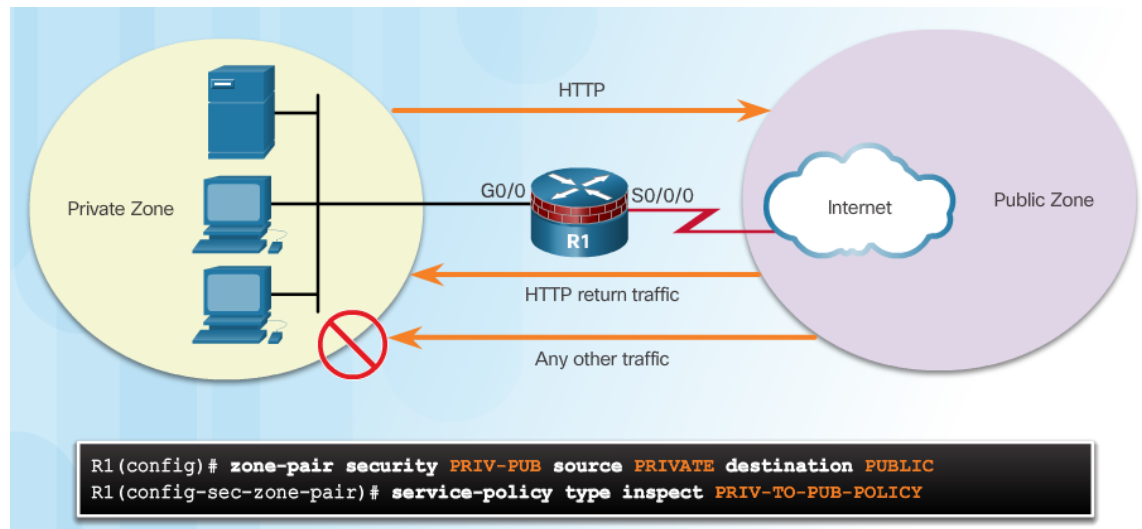 HTTP
Private Zone
G0/0
S0/0/0
R1
Internet
Public Zone
HTTP return traffic
Any other traffic
R1(config)# zone-pair security PRIV-PUB source PRIVATE destination PUBLIC
R1(config-sec-zone-pair)# service-policy type inspect PRIV-TO-PUB-POLICY